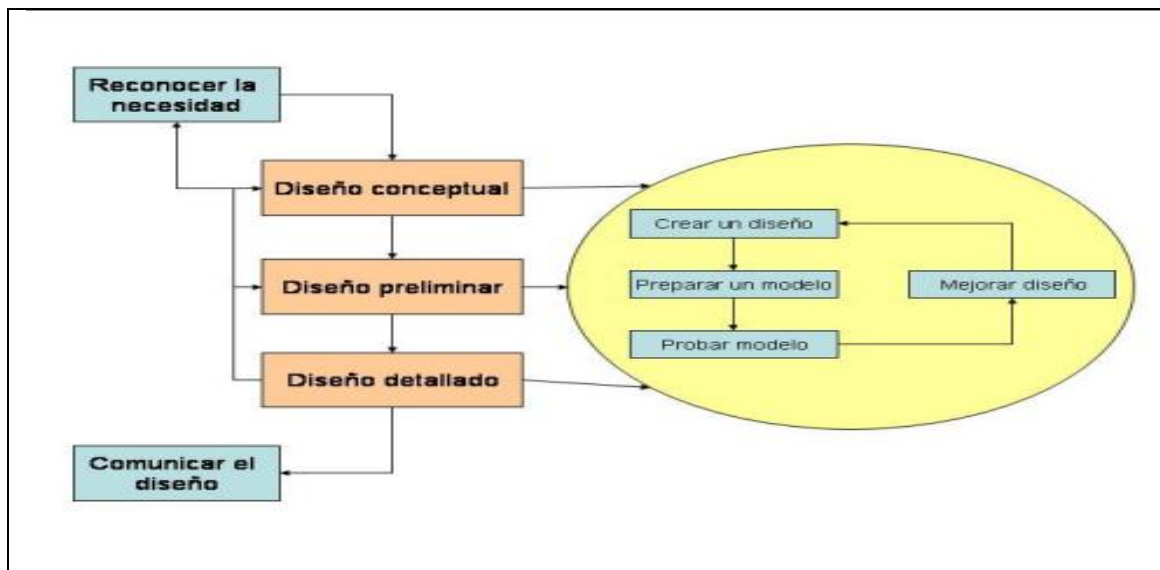 Reconocer la
necesidad
Diseño conceptual
Diseño preliminar
Diseño detallado
Comunicar el
diseño
Crear un diseño
Preparar un modelo
Probar modelo
Mejorar diseño